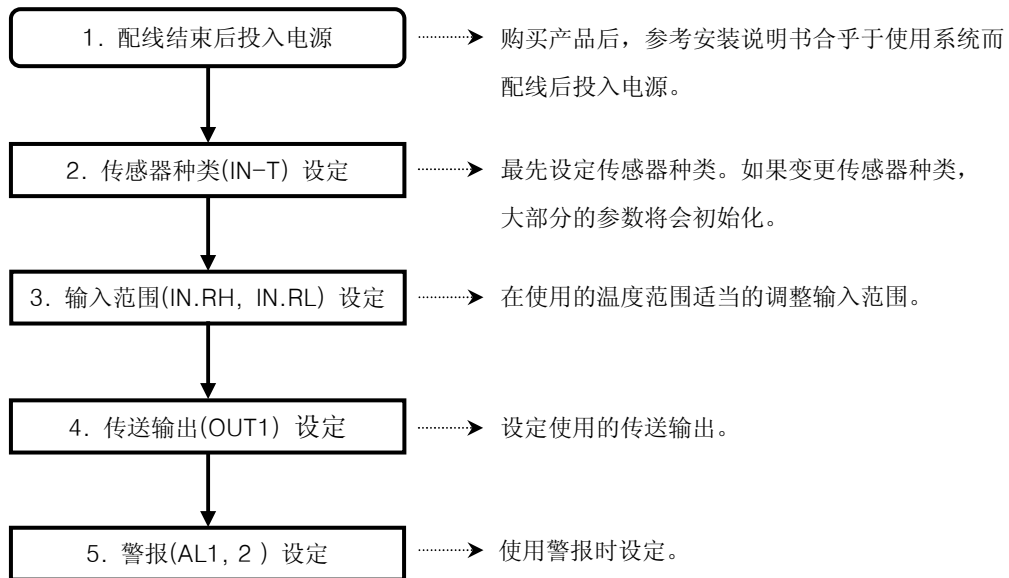 1. 配线结束后投入电源
购买产品后，参考安装说明书合乎于使用系统而
配线后投入电源。
2. 传感器种类(IN-T) 设定
最先设定传感器种类。如果变更传感器种类，
大部分的参数将会初始化。
3. 输入范围(IN.RH, IN.RL) 设定
在使用的温度范围适当的调整输入范围。
4. 传送输出(OUT1) 设定
设定使用的传送输出。
5. 警报(AL1, 2 ) 设定
使用警报时设定。